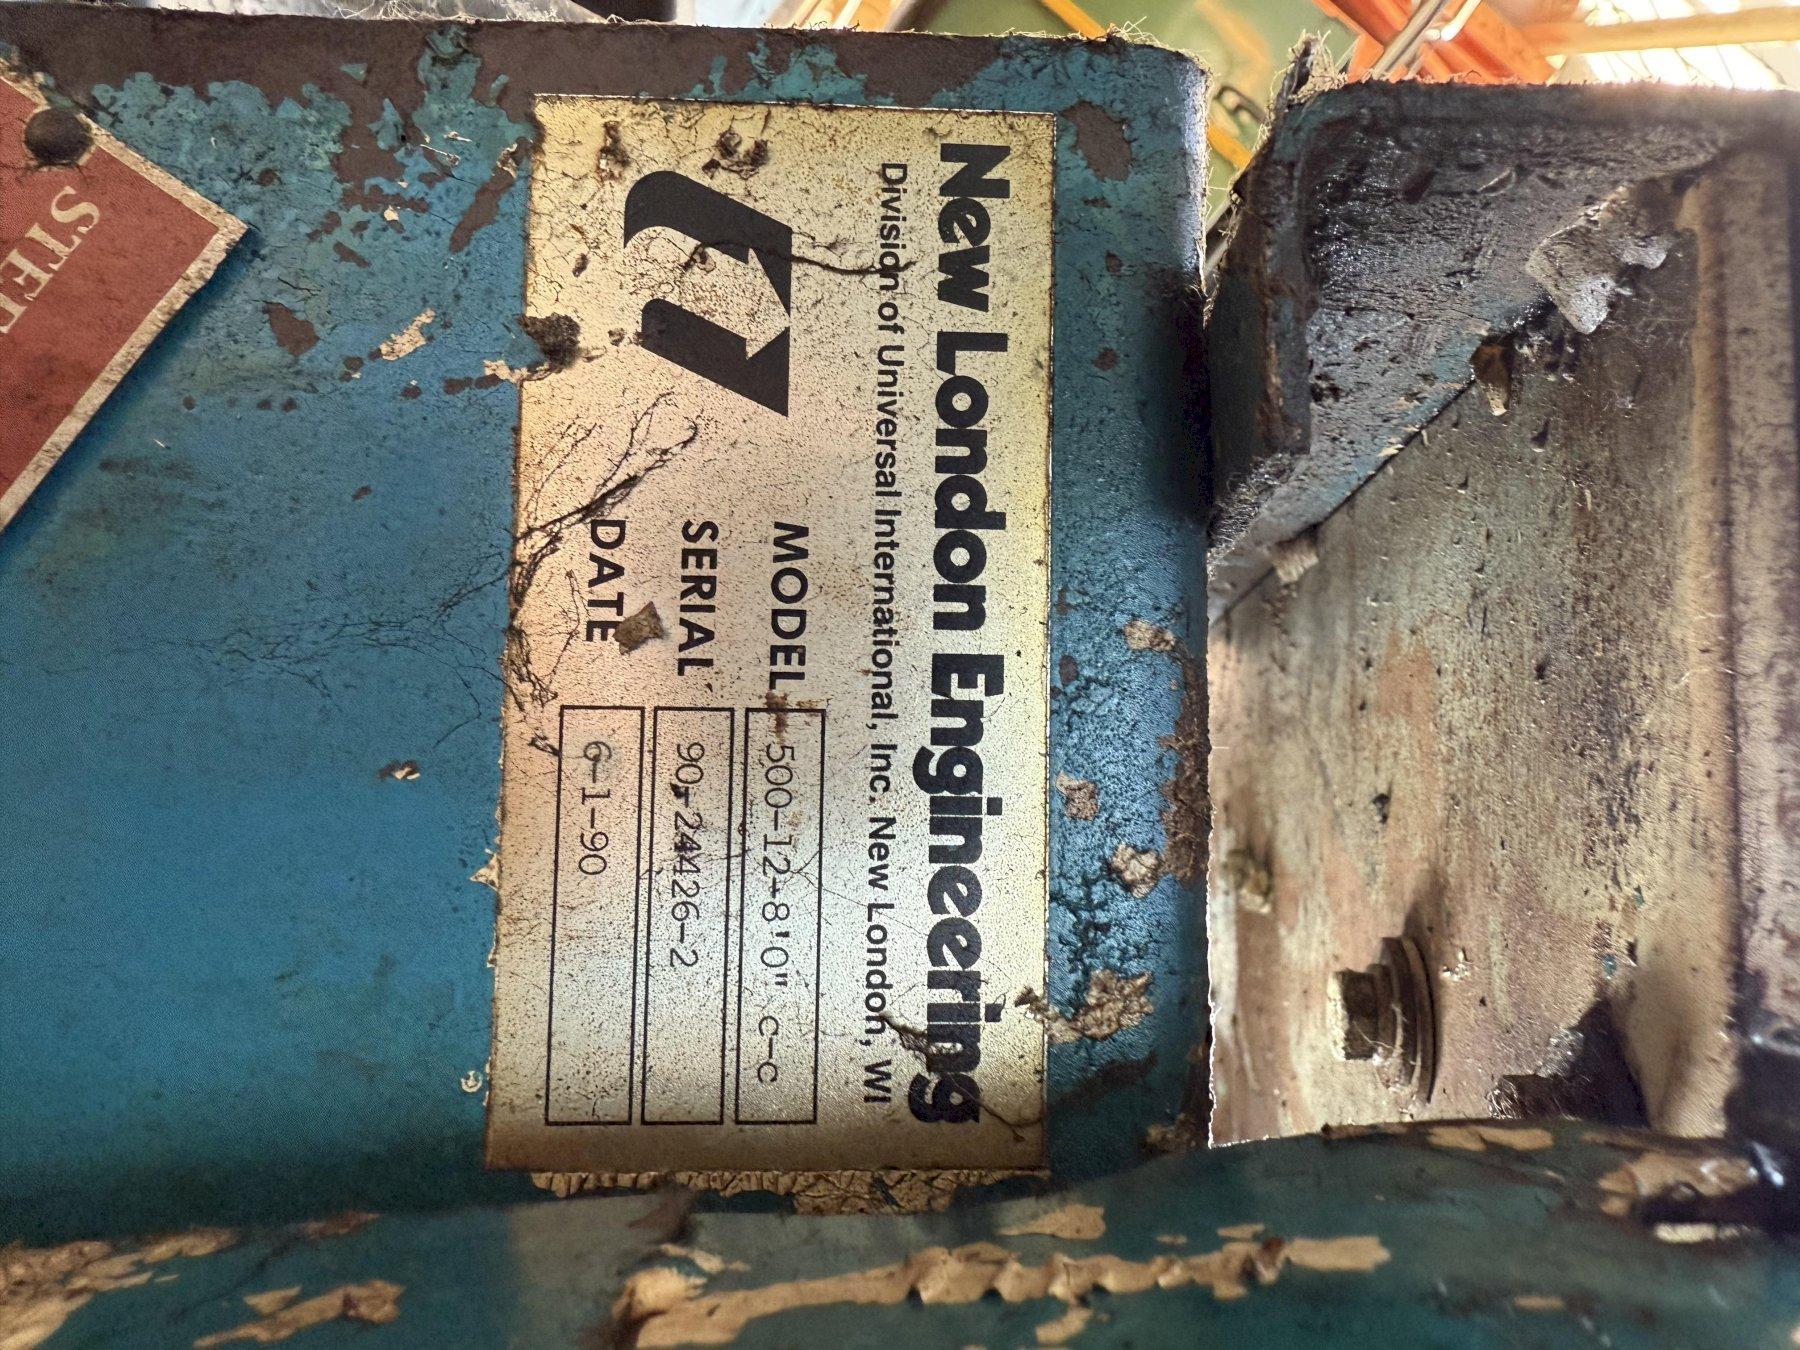 New London Engineering
Division of Universal International, Inc. New London, WI
MODEL 500-12-8'0" C-C
SERIAL 90-24426-2
DATE 6-1-90